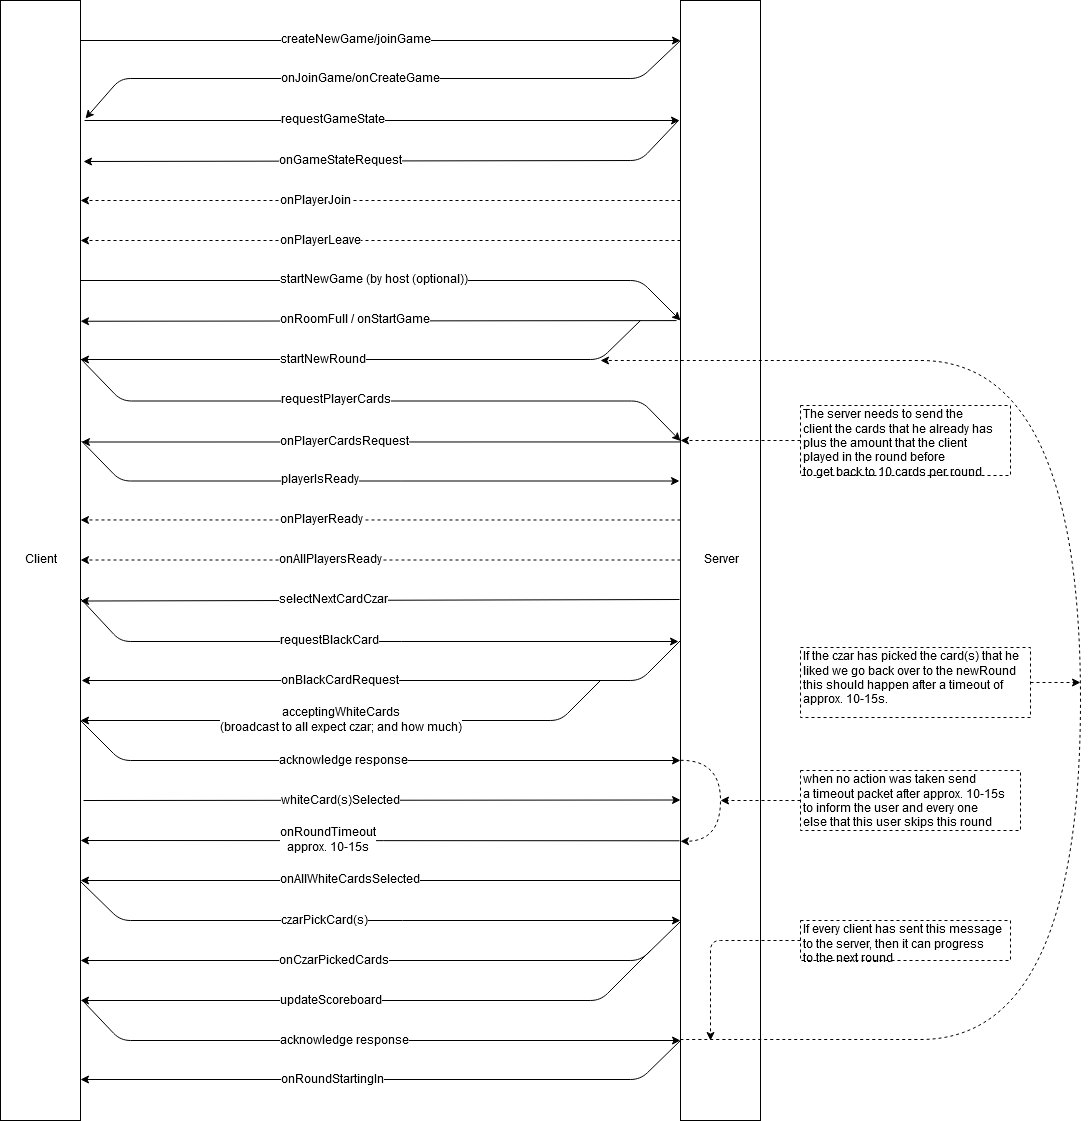 createNewGame/joinGame
onJoinGame/onCreateGame
requestGameState
onGameStateRequest
onPlayerJoin
onPlayerLeave
startNewGame (by host (optional))
onRoomFull / onStartGame
startNewRound
requestPlayerCards
The server needs to send the
client the cards that he already has
plus the amount that the client
played in the round before
to get back to 10 cards per round
onPlayerCardsRequest
playerIsReady
onPlayerReady
Client
onAllPlayersReady
Server
selectNextCardCzar
requestBlackCard
If the czar has picked the card(s) that he
liked we go back over to the newRound
this should happen after a timeout of
approx. 10-15s.
onBlackCardRequest
acceptingWhiteCards
(broadcast to all expect czar; and how much)
acknowledge response
when no action was taken send
a timeout packet after approx. 10-15s
to inform the user and every one
else that this user skips this round
whiteCard(s)Selected
onRoundTimeout
approx. 10-15s
onAllWhiteCardsSelected
czarPickCard(s)
If every client has sent this message
to the server, then it can progress
to the next round
onCzarPickedCards
updateScoreboard
acknowledge response
onRoundStartingIn